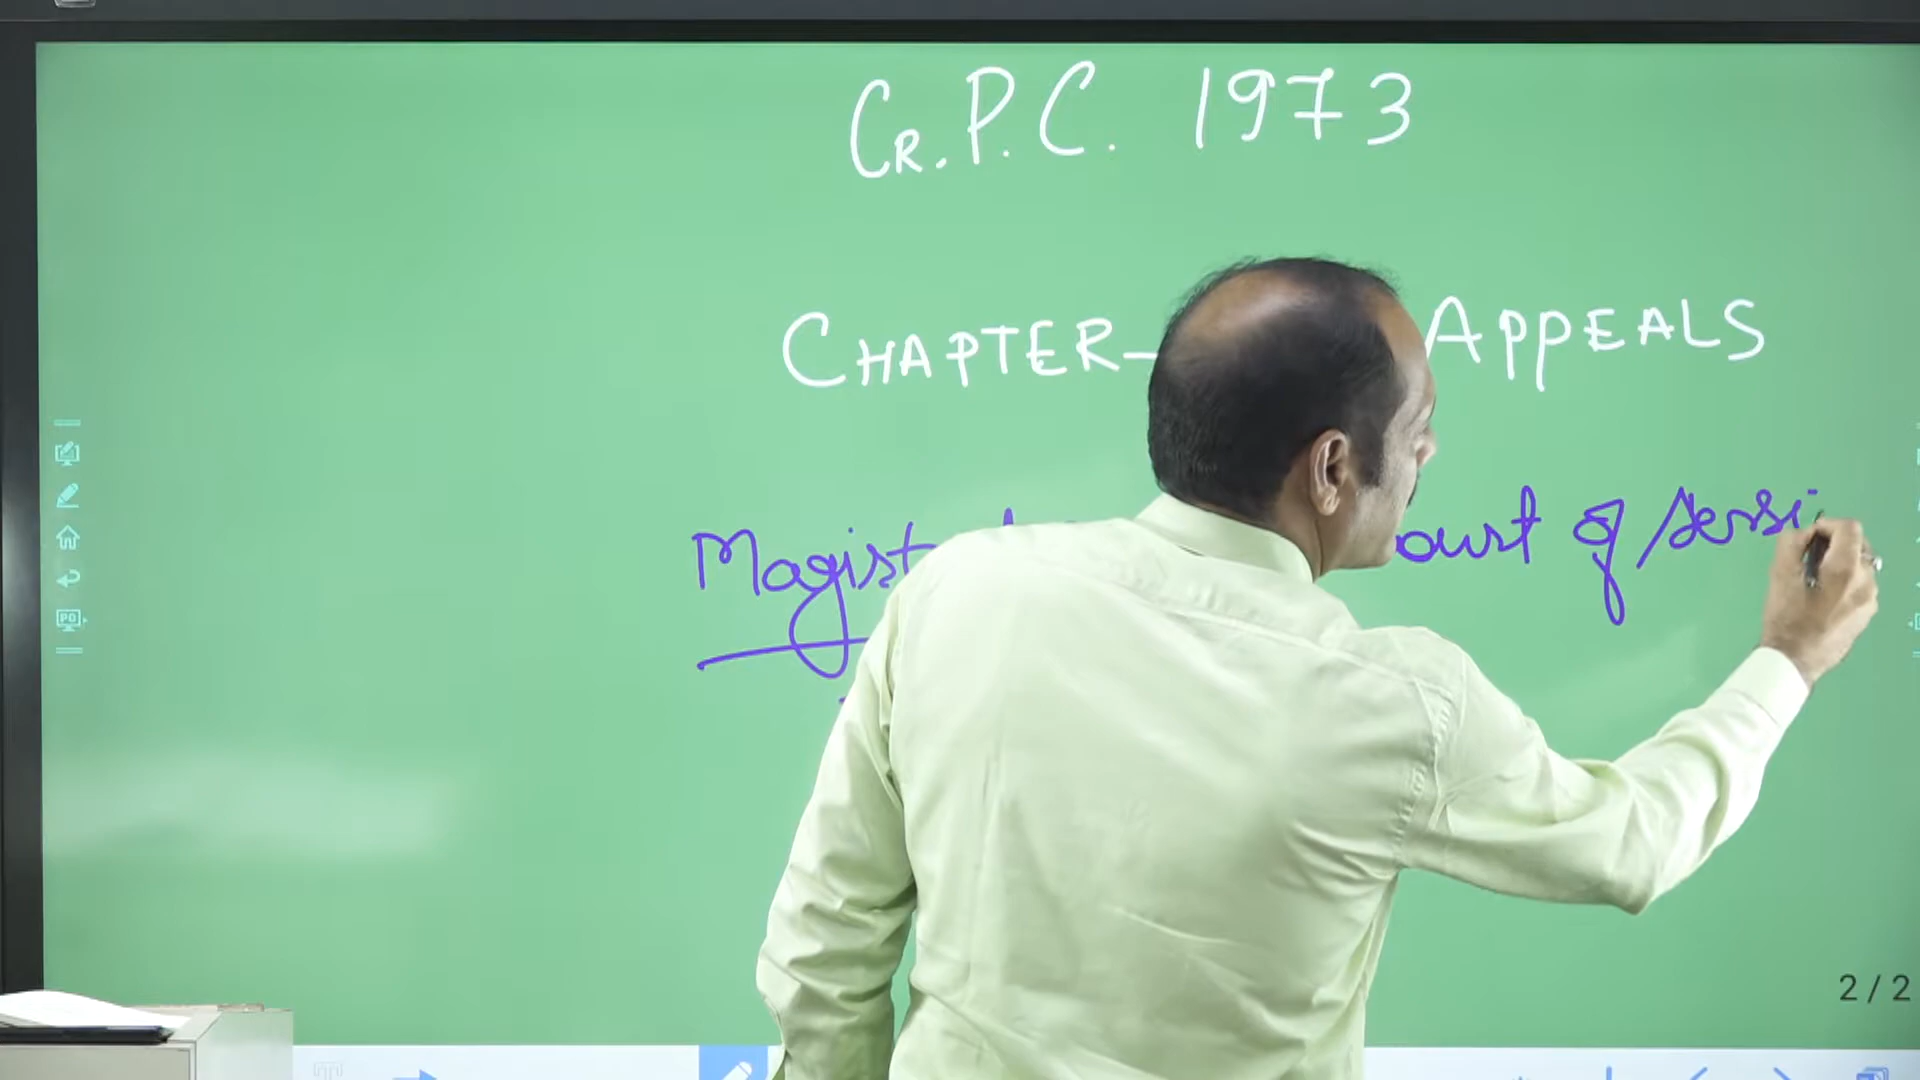 CR. P. C. 1973
CHAPTER- APPEALS
Magist ourt of sessi
2/2